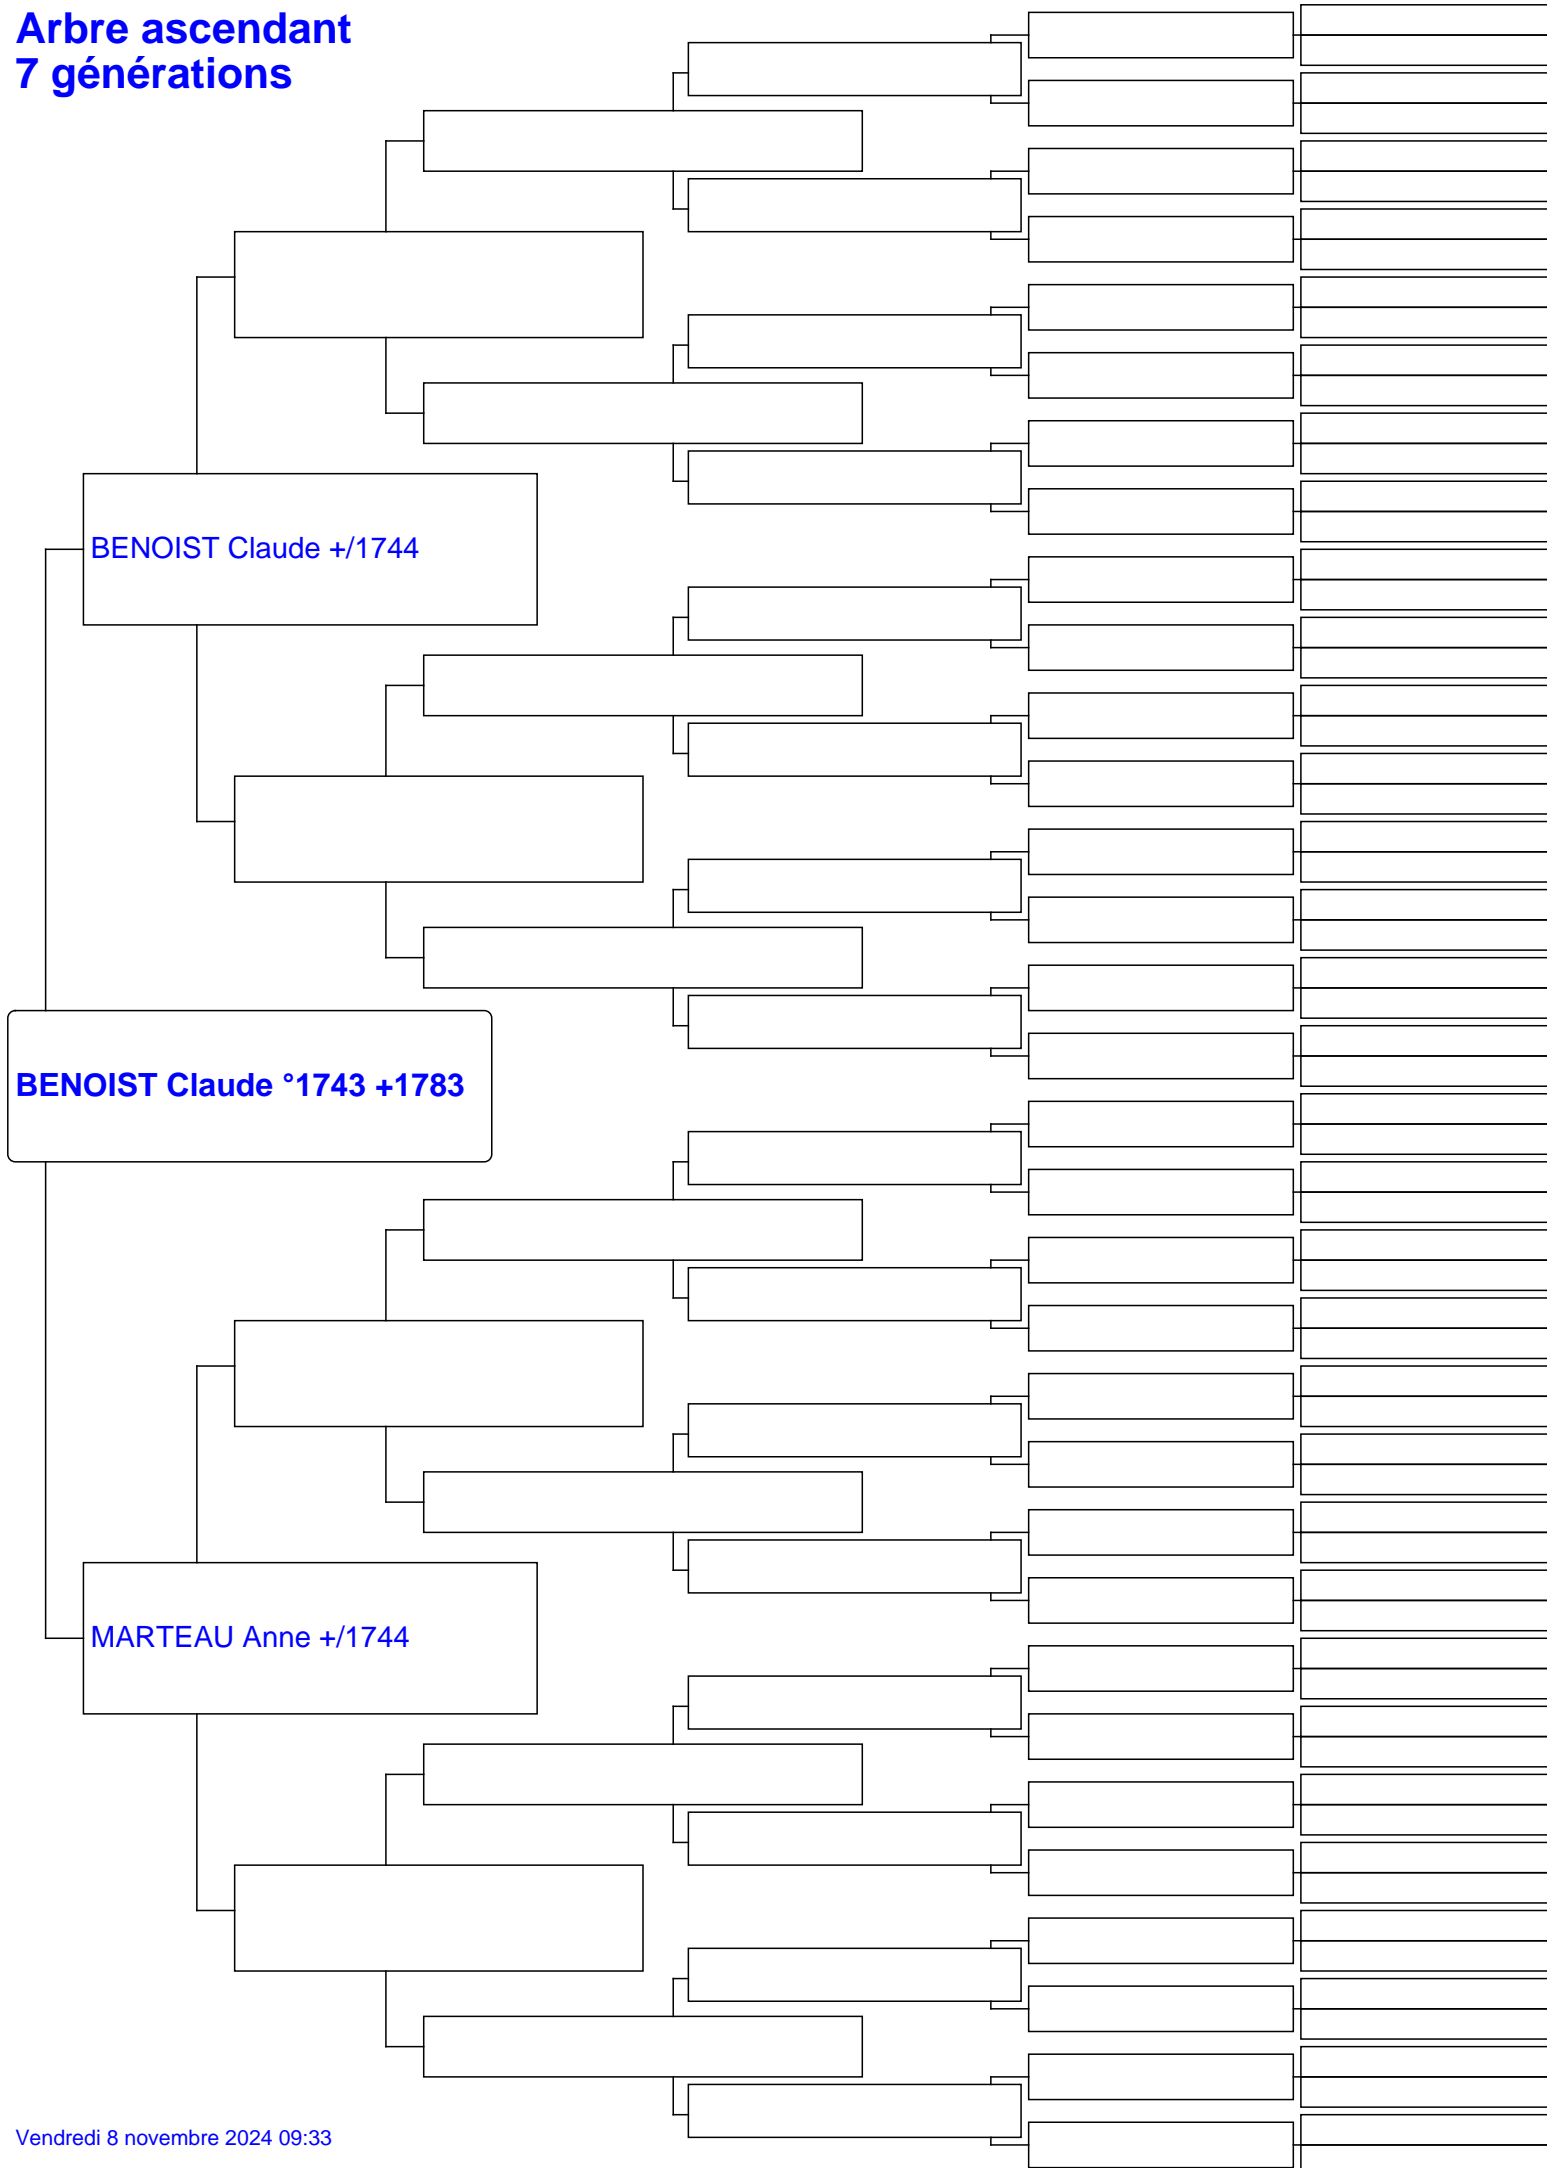 Arbre ascendant
7 générations
BENOIST Claude +/1744
BENOIST Claude °1743 +1783
MARTEAU Anne +/1744
Vendredi 8 novembre 2024 09:33